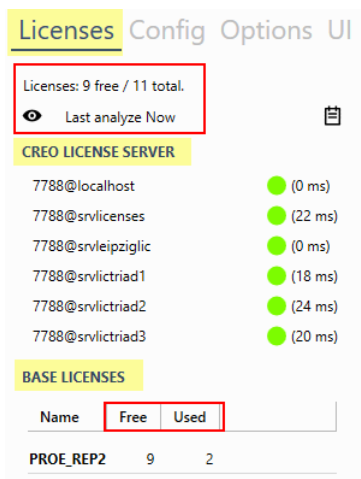 Licenses Config Options UI
Licenses: 9 free / 11 total.
Last analyze Now
CREO LICENSE SERVER
7788@localhost (0 ms)
7788@srvlicenses (22 ms)
7788@srvleipziglic (0 ms)
7788@srvlictriad1 (18 ms)
7788@srvlictriad2 (24 ms)
7788@srvlictriad3 (20 ms)
BASE LICENSES
Name Free Used
PROE_REP2 9 2